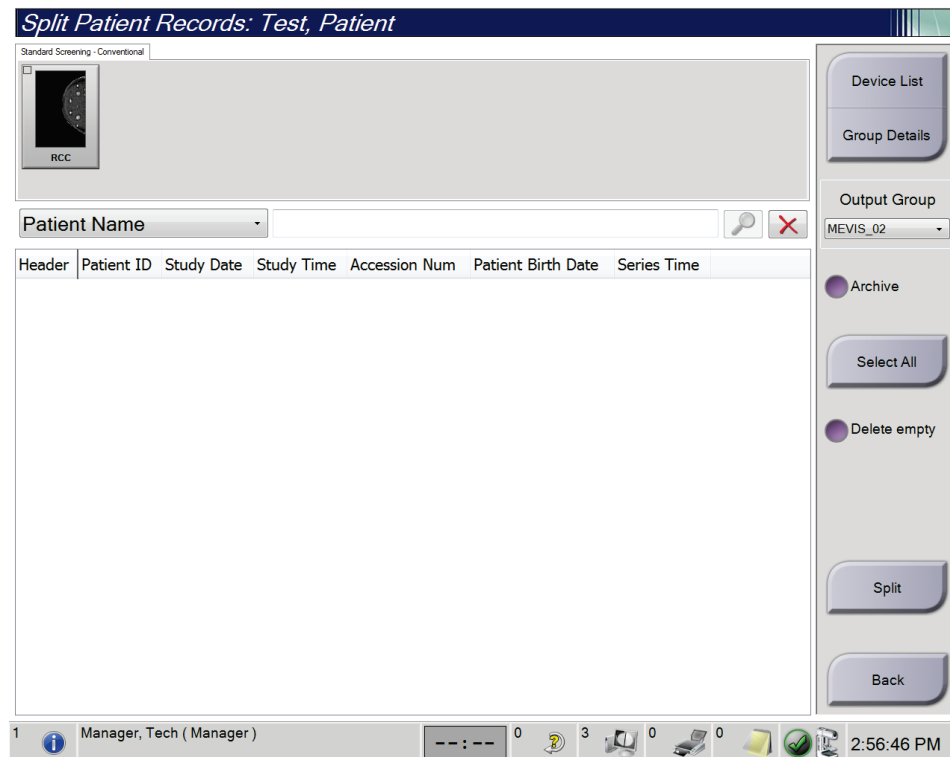 Split Patient Records: Test, Patient
Standard Screening - Conventional
RCC
Device List
Group Details
Output Group
MEVIS_02
Patient Name
Header Patient ID Study Date Study Time Accession Num Patient Birth Date Series Time
Archive
Select All
Delete empty
Split
Back
1 Manager, Tech ( Manager ) --:-- 0 3 0 0 2:56:46 PM